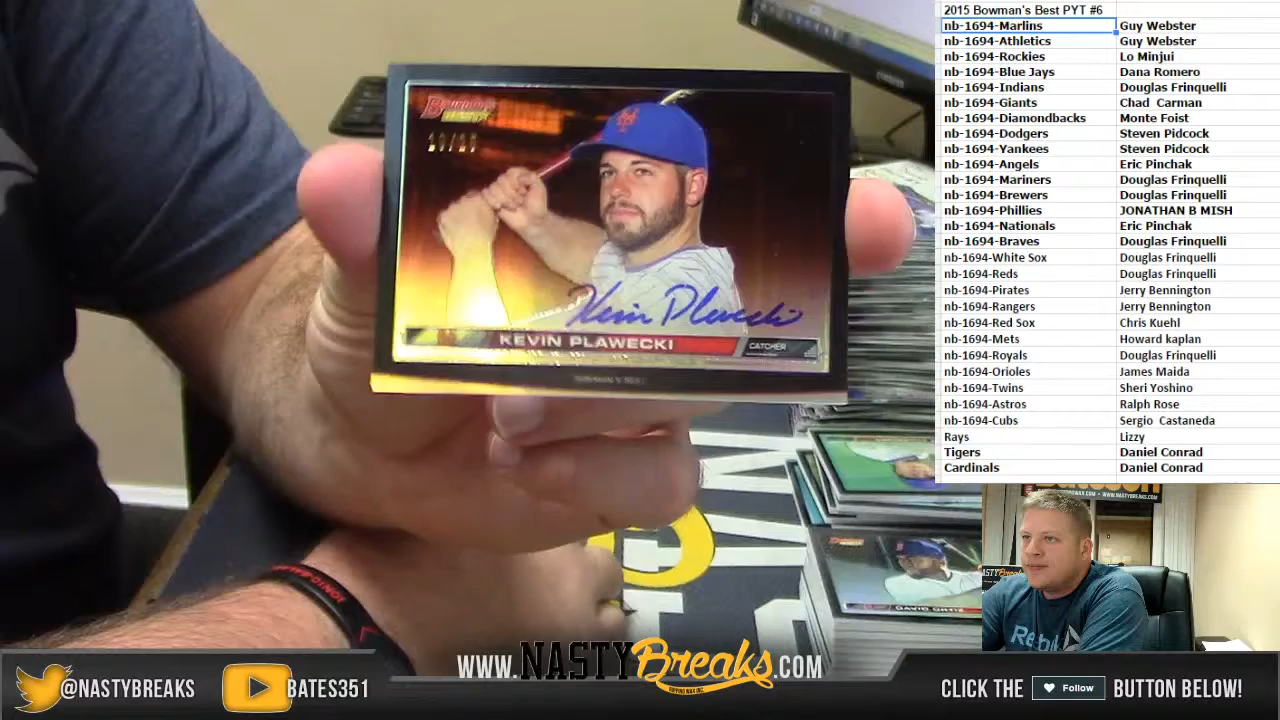 2015 Bowman's Best PYT #6
nb-1694-Marlins Guy Webster
nb-1694-Athletics Guy Webster
nb-1694-Rockies Lo Minjui
nb-1694-Blue Jays Dana Romero
nb-1694-Indians Douglas Frinquelli
nb-1694-Giants Chad Carman
nb-1694-Diamondbacks Monte Foist
nb-1694-Dodgers Steven Pidcock
nb-1694-Yankees Steven Pidcock
nb-1694-Angels Eric Pinchak
nb-1694-Mariners Douglas Frinquelli
nb-1694-Brewers Douglas Frinquelli
nb-1694-Phillies JONATHAN B MISH
nb-1694-Nationals Eric Pinchak
nb-1694-Braves Douglas Frinquelli
nb-1694-White Sox Douglas Frinquelli
nb-1694-Reds Douglas Frinquelli
nb-1694-Pirates Jerry Bennington
nb-1694-Rangers Jerry Bennington
nb-1694-Red Sox Chris Kuehl
nb-1694-Mets Howard kaplan
nb-1694-Royals Douglas Frinquelli
nb-1694-Orioles James Maida
nb-1694-Twins Sheri Yoshino
nb-1694-Astros Ralph Rose
nb-1694-Cubs Sergio Castaneda
Rays Lizzy
Tigers Daniel Conrad
Cardinals Daniel Conrad
Kevin Plawecki
KEVIN PLAWECKI
CATCHER
DAVID ORTIZ
Reebok
@NASTYBREAKS
BATES351
WWW.NASTYBreaks.COM
CLICK THE Follow BUTTON BELOW!